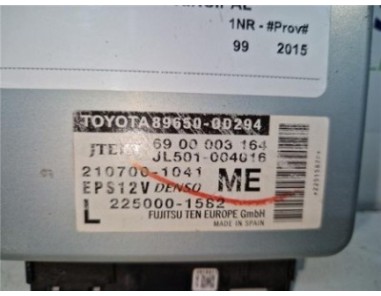 1NR - #Prov#
99 2015
TOYOTA 89650-0D294
JTEKT 69 00 003 164
JL501-004016
210700-1041
EPS12V DENSO ME
L 225000-1582
FUJITSU TEN EUROPE GmbH
MADE IN SPAIN